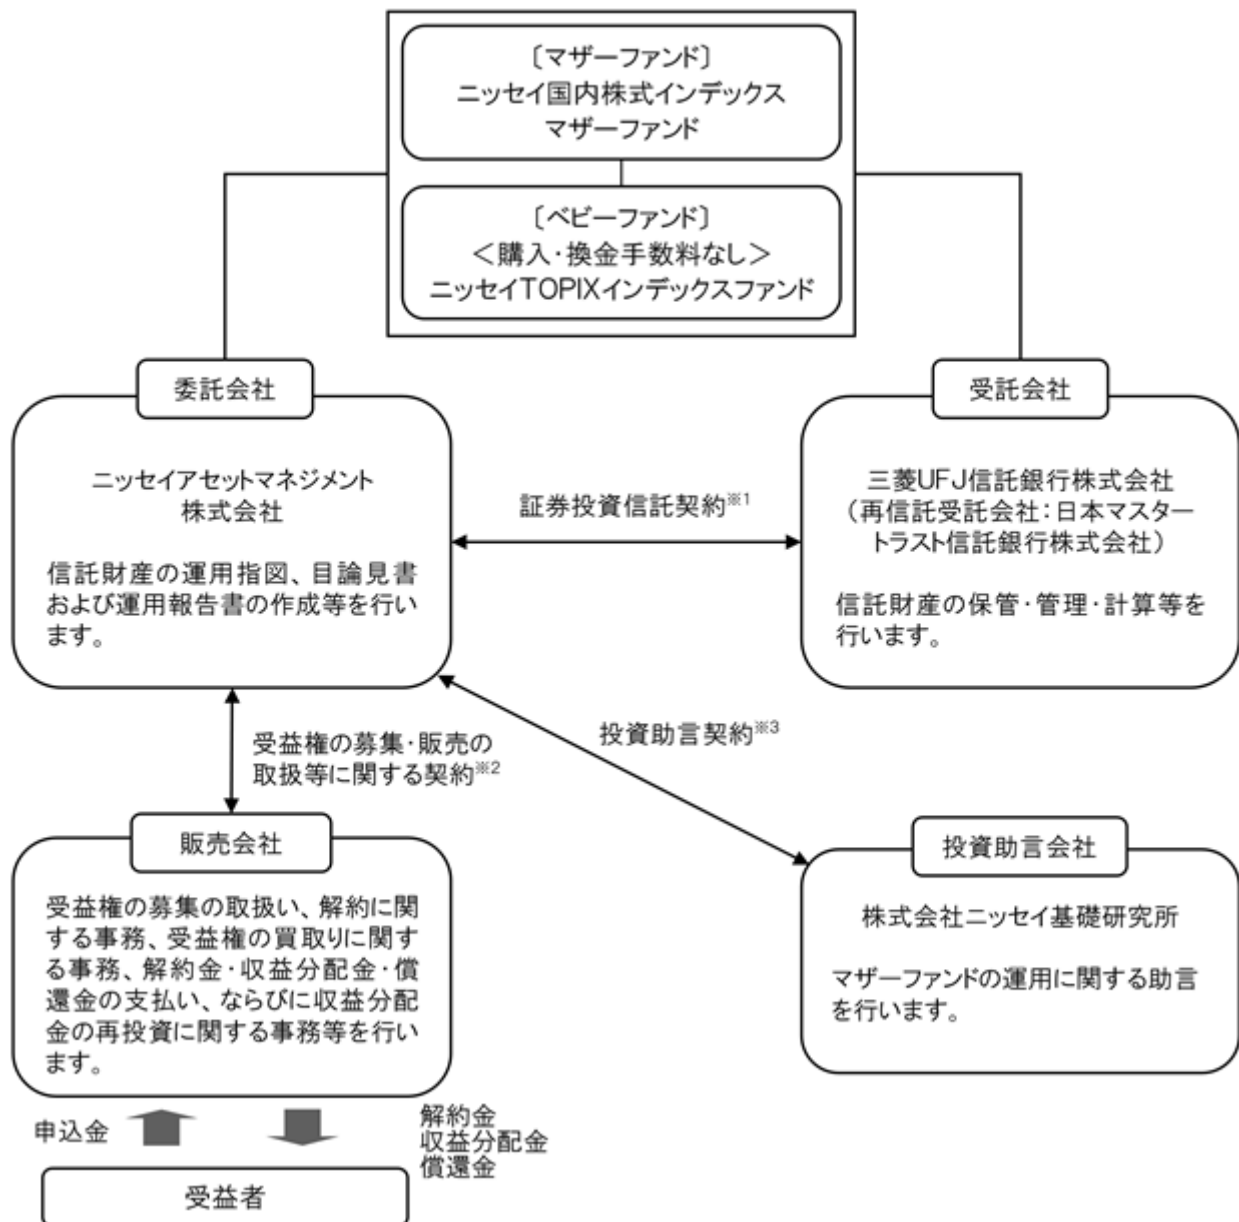 〔マザーファンド〕
ニッセイ国内株式インデックス
マザーファンド
〔ベビーファンド〕
＜購入・換金手数料なし＞
ニッセイTOPIXインデックスファンド
委託会社
ニッセイアセットマネジメント
株式会社
信託財産の運用指図、目論見書
および運用報告書の作成等を行い
ます。
証券投資信託契約※1
受託会社
三菱UFJ信託銀行株式会社
（再信託受託会社：日本マスター
トラスト信託銀行株式会社）
信託財産の保管・管理・計算等を
行います。
受益権の募集・販売の
取扱等に関する契約※2
投資助言契約※3
販売会社
受益権の募集の取扱い、解約に関
する事務、受益権の買取りに関す
る事務、解約金・収益分配金・償
還金の支払い、ならびに収益分配
金の再投資に関する事務等を行い
ます。
投資助言会社
株式会社ニッセイ基礎研究所
マザーファンドの運用に関する助言
を行います。
申込金
解約金
収益分配金
償還金
受益者